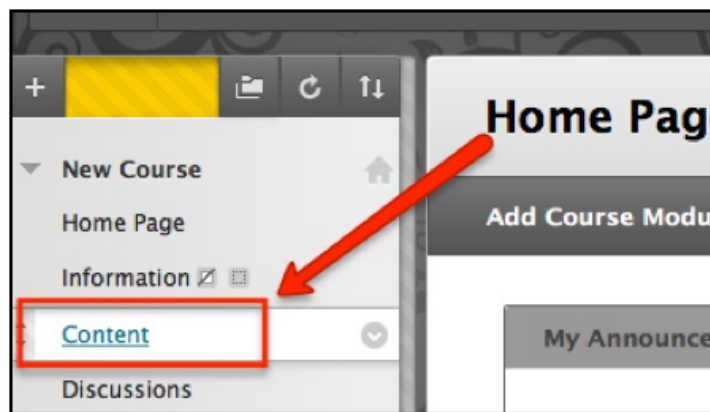 Home Pag
New Course
Home Page
Add Course Modu
Information
Content
My Announce
Discussions